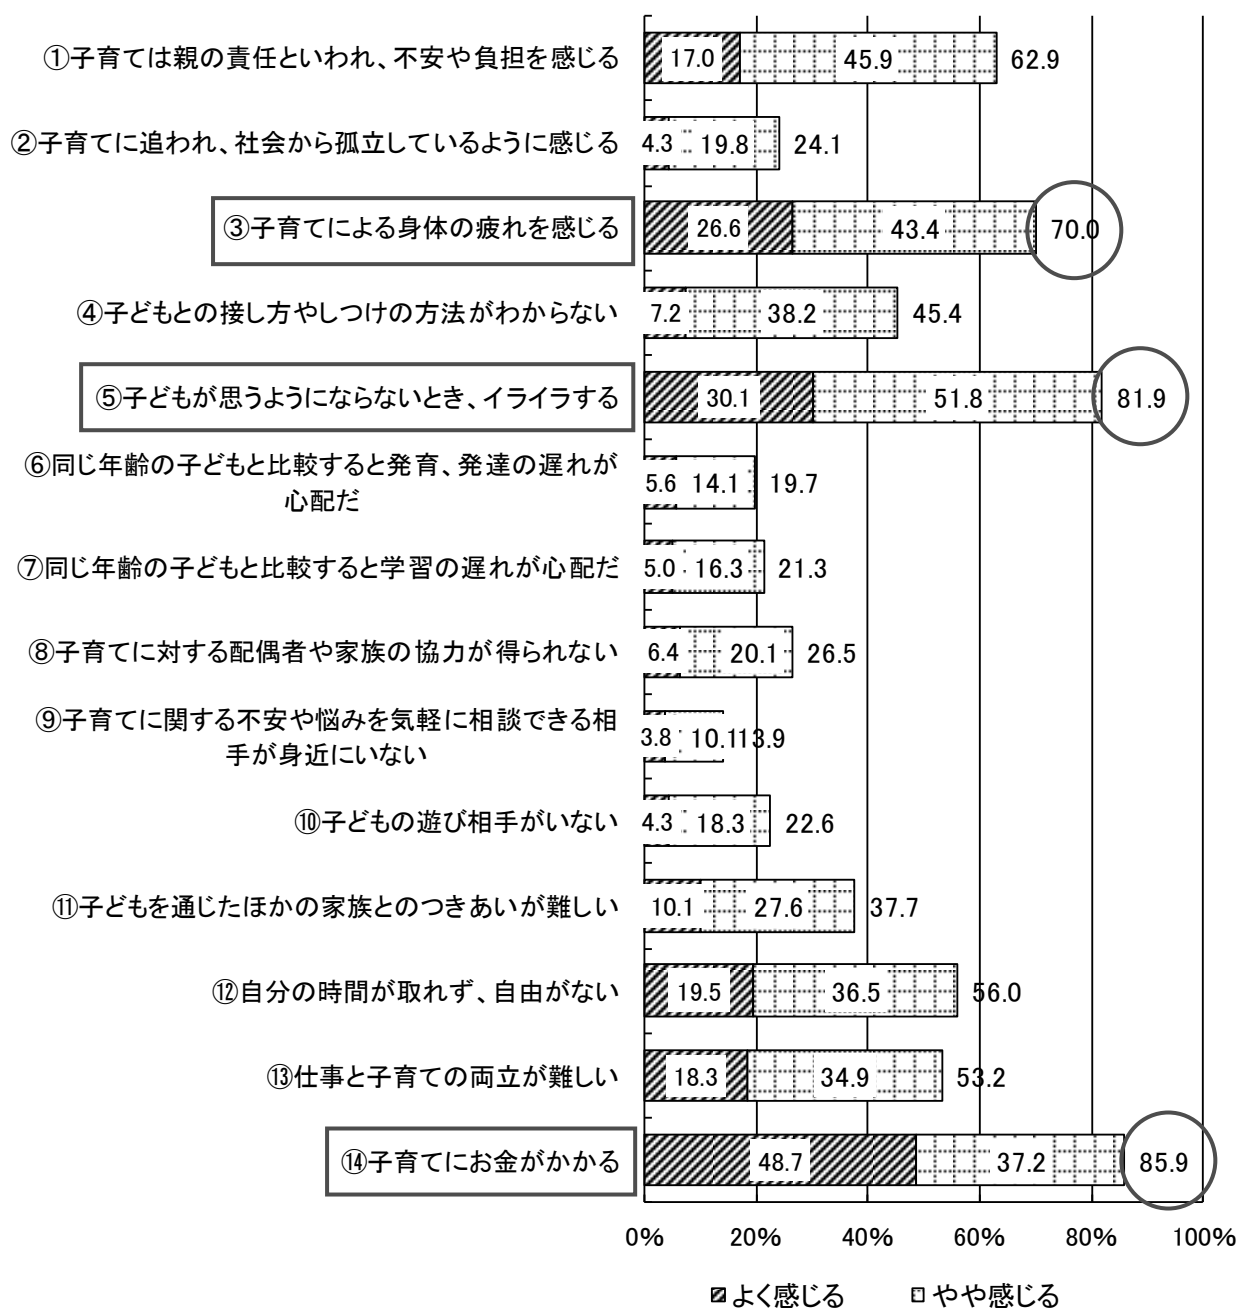 ①子育ては親の責任といわれ、不安や負担を感じる 17.0 45.9 62.9
②子育てに追われ、社会から孤立しているように感じる 4.3 19.8 24.1
③子育てによる身体の疲れを感じる 26.6 43.4 70.0
④子どもとの接し方やしつけの方法がわからない 7.2 38.2 45.4
⑤子どもが思うようにならないとき、イライラする 30.1 51.8 81.9
⑥同じ年齢の子どもと比較すると発育、発達の遅れが
心配だ 5.6 14.1 19.7
⑦同じ年齢の子どもと比較すると学習の遅れが心配だ 5.0 16.3 21.3
⑧子育てに対する配偶者や家族の協力が得られない 6.4 20.1 26.5
⑨子育てに関する不安や悩みを気軽に相談できる相
手が身近にいない 3.8 10.1 13.9
⑩子どもの遊び相手がいない 4.3 18.3 22.6
⑪子どもを通じたほかの家族とのつきあいが難しい 10.1 27.6 37.7
⑫自分の時間が取れず、自由がない 19.5 36.5 56.0
⑬仕事と子育ての両立が難しい 18.3 34.9 53.2
⑭子育てにお金がかかる 48.7 37.2 85.9
0% 20% 40% 60% 80% 100%
よく感じる やや感じる